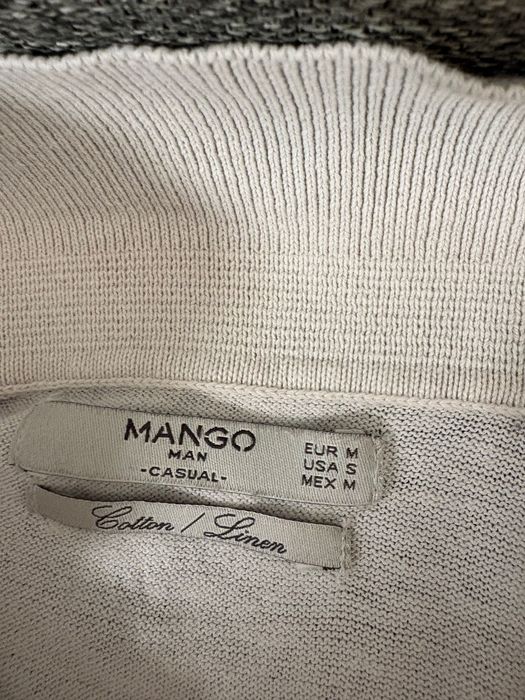 MANGO
MAN
-CASUAL-
EUR M
USA S
MEX M
Cotton / Linen